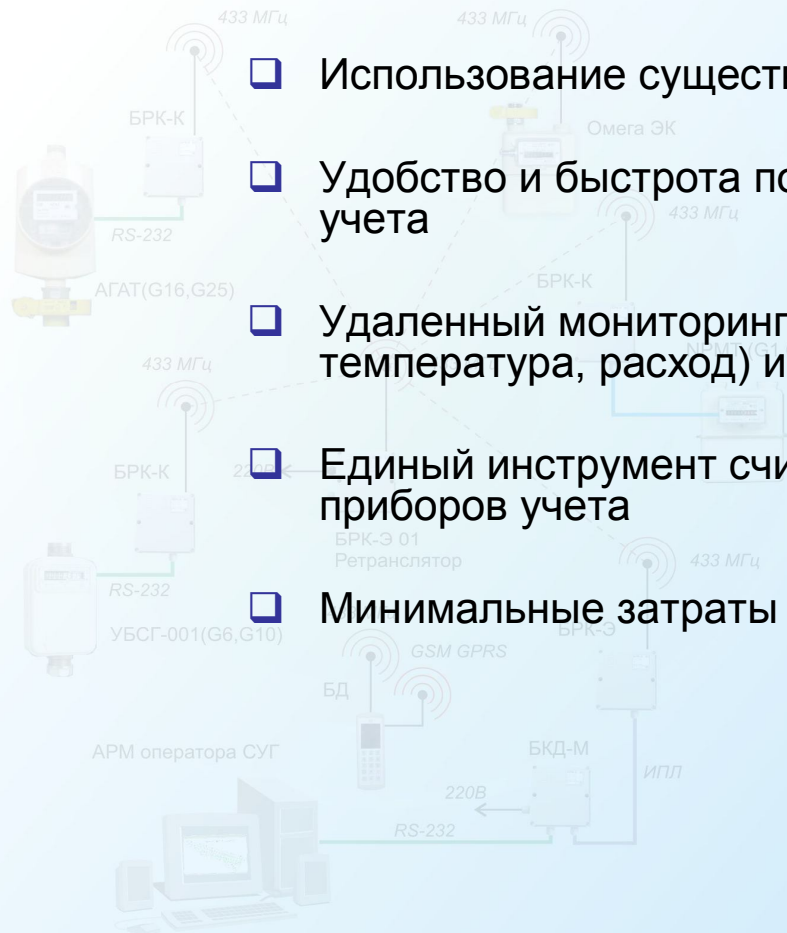 433 МГц
433 МГц
Использование сущест
БРК-К
Омега ЭК
Удобство и быстрота по
учета
433 МГц
RS-232
АГАТ(G16,G25)
БРК-К
Удаленный мониторинг
температура, расход) и
433 МГц
Единый инструмент счи
приборов учета
БРК-К
220В
БРК-Э 01
Ретранслятор
433 МГц
RS-232
Минимальные затраты
УБСГ-001(G6,G10)
БРК-Э
GSM GPRS
БД
АРМ оператора СУГ
БКД-М
ИПЛ
220В
RS-232